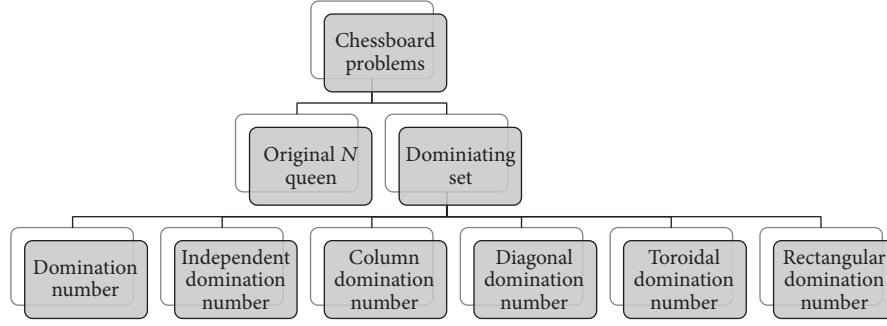 Chessboard
problems
Original N
queen
Dominiating
set
Domination
number
Independent
domination
number
Column
domination
number
Diagonal
domination
number
Toroidal
domination
number
Rectangular
domination
number